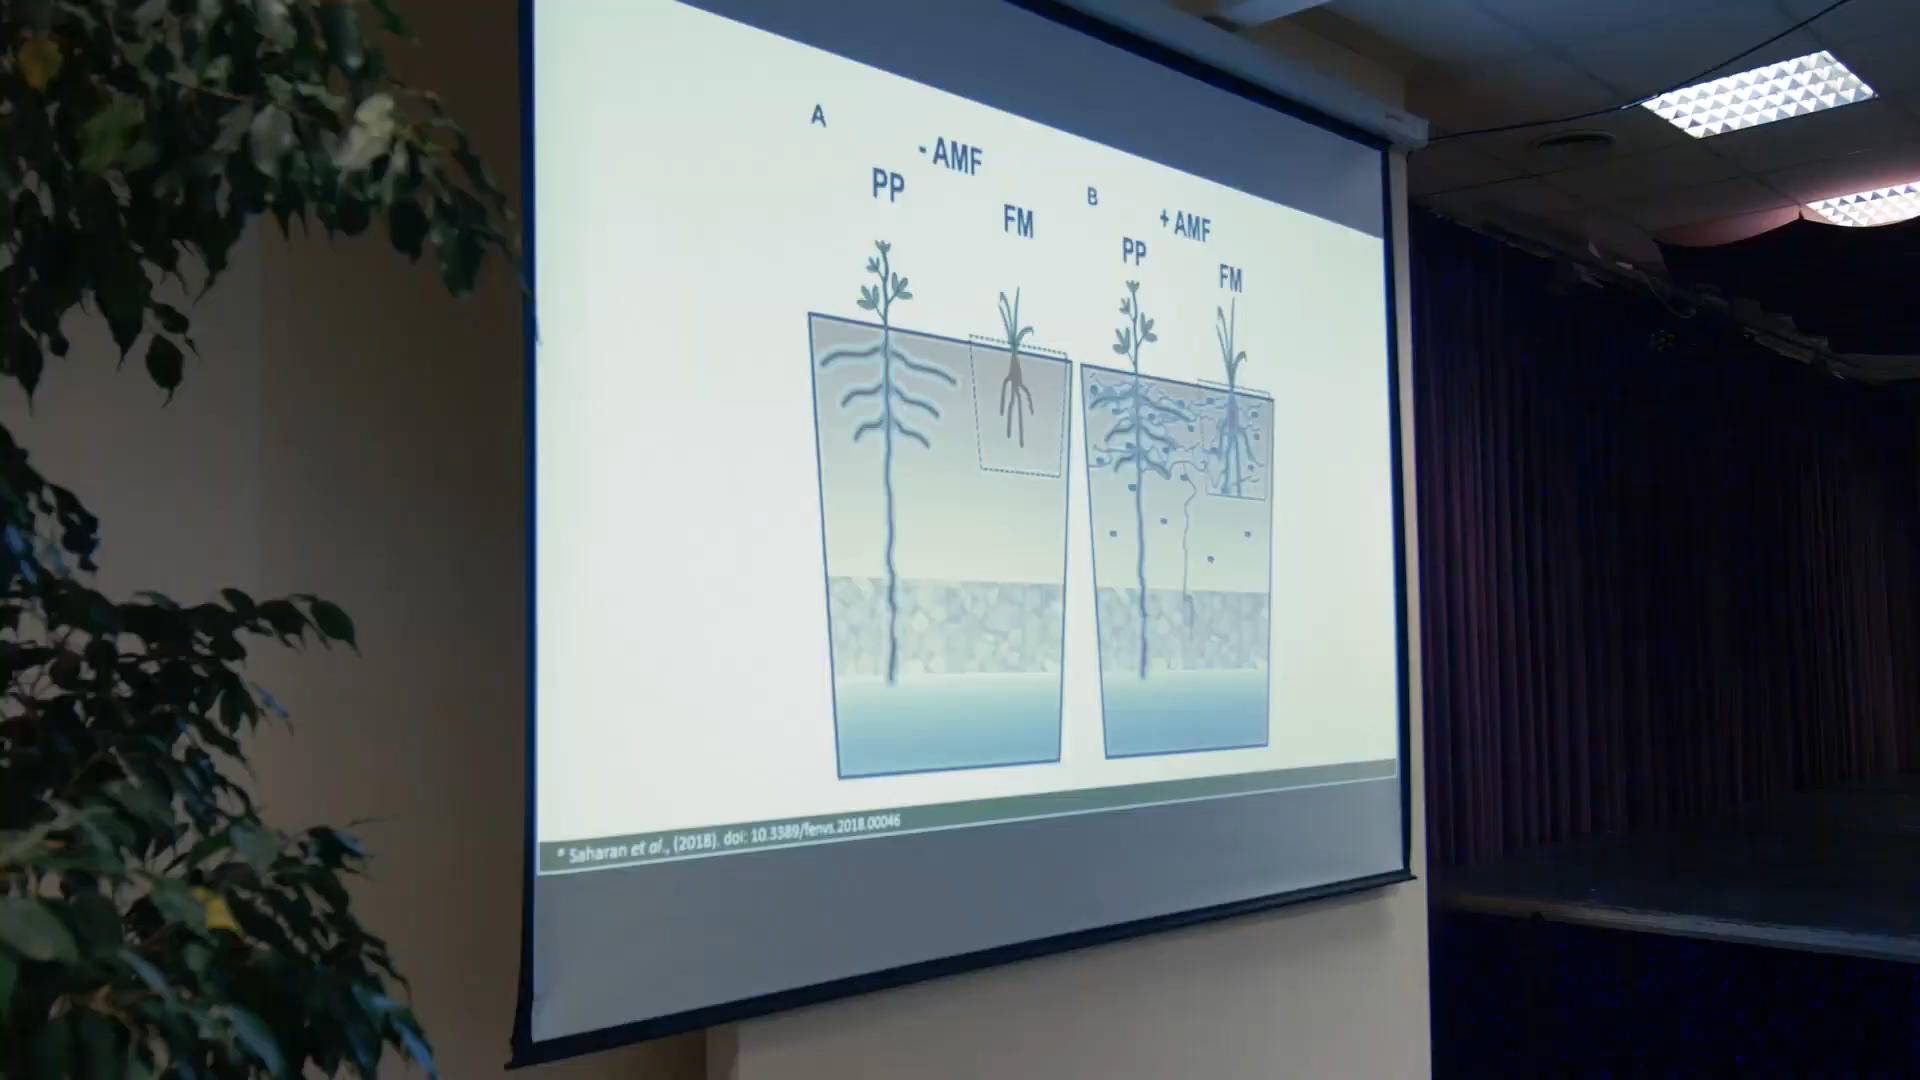 A
- AMF
PP
FM
B
+ AMF
PP
FM
* Saharan et al., (2018). doi: 10.3389/fenvs.2018.00046